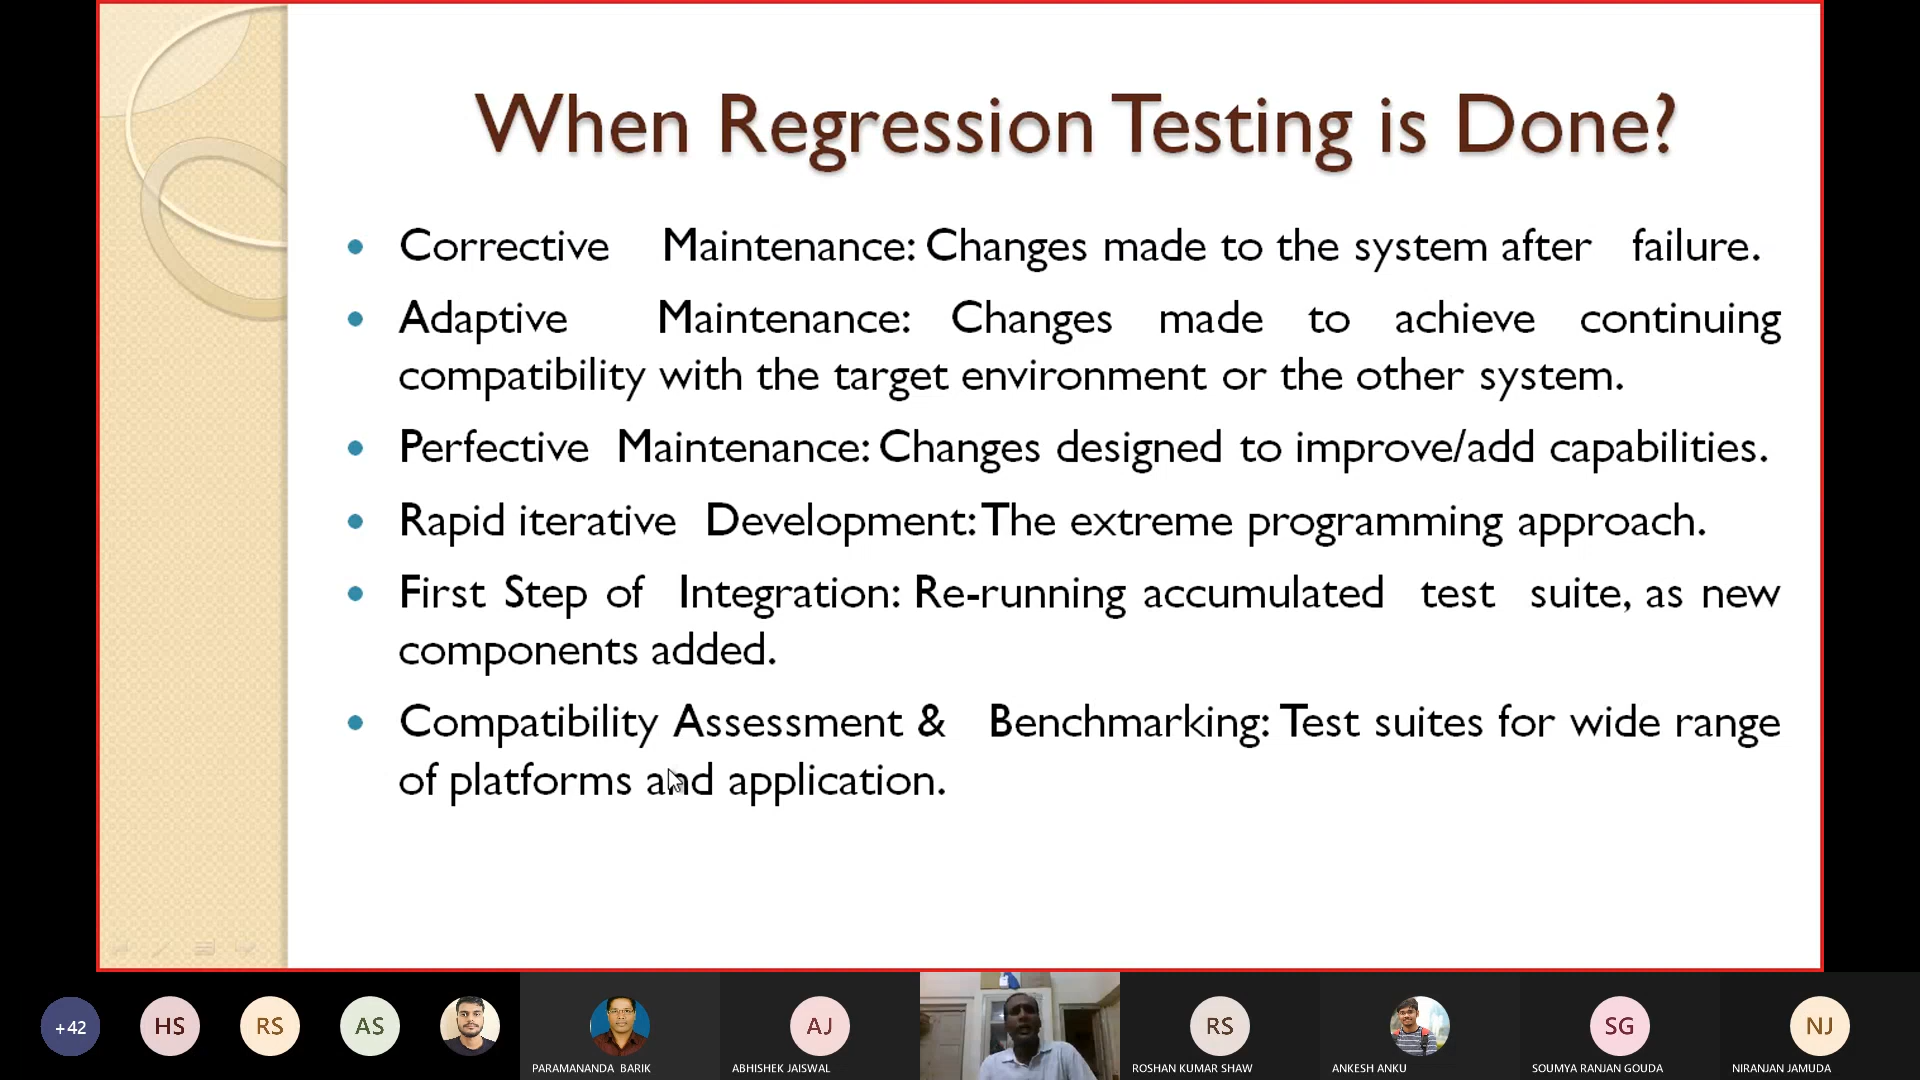 When Regression Testing is Done?
Corrective Maintenance: Changes made to the system after failure.
Adaptive Maintenance: Changes made to achieve continuing
compatibility with the target environment or the other system.
Perfective Maintenance: Changes designed to improve/add capabilities.
Rapid iterative Development: The extreme programming approach.
First Step of Integration: Re-running accumulated test suite, as new
components added.
Compatibility Assessment & Benchmarking: Test suites for wide range
of platforms and application.
+42 HS RS AS AJ RS SG NJ
PARAMANANDA BARIK ABHISHEK JAISWAL ROSHAN KUMAR SHAW ANKESH ANKU SOUMYA RANJAN GOUDA NIRANJAN JAMUDA